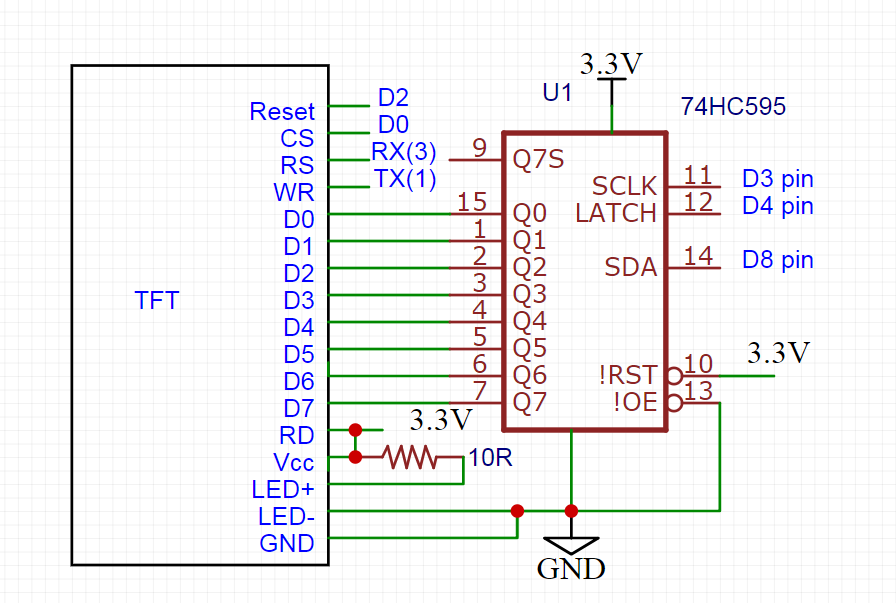 3.3V
U1
74HC595
Reset
D2
CS
D0
RS
RX(3)
9
Q7S
WR
TX(1)
SCLK
11
D3 pin
D0
15
Q0
LATCH
12
D4 pin
D1
1
Q1
D2
2
Q2
SDA
14
D8 pin
TFT
D3
3
Q3
D4
4
Q4
D5
5
Q5
3.3V
D6
6
Q6
!RST
10
D7
7
Q7
!OE
13
RD
3.3V
Vcc
10R
LED+
LED-
GND
GND